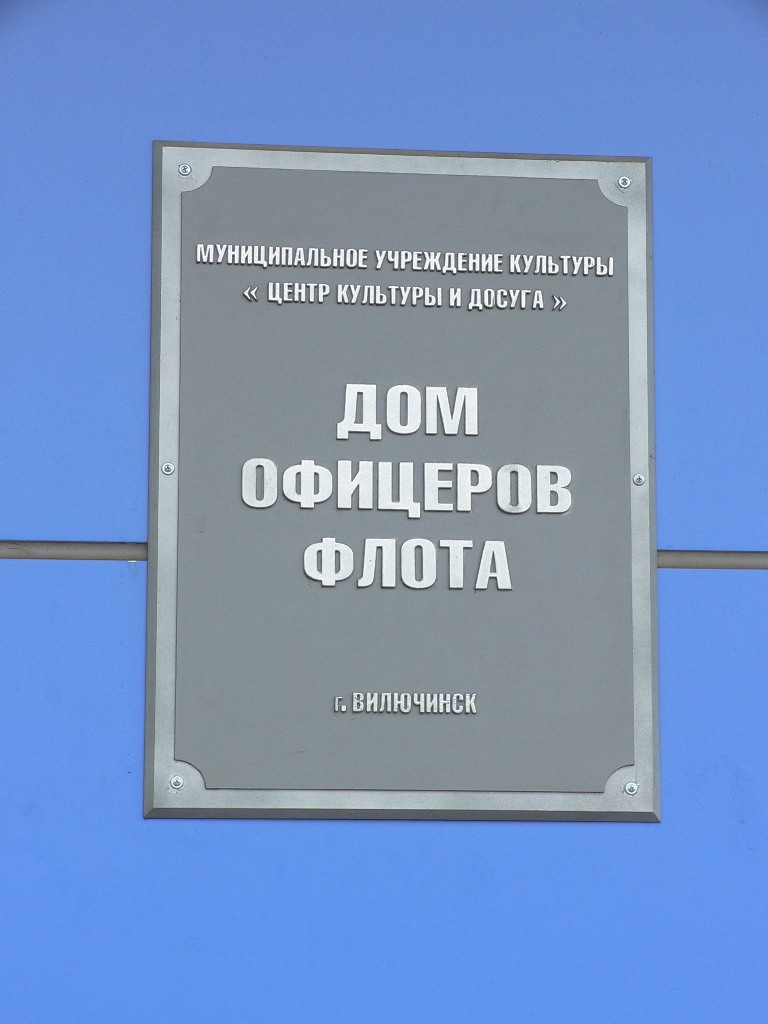 МУНИЦИПАЛЬНОЕ УЧРЕЖДЕНИЕ КУЛЬТУРЫ
« ЦЕНТР КУЛЬТУРЫ И ДОСУГА »
ДОМ
ОФИЦЕРОВ
ФЛОТА
г. ВИЛЮЧИНСК